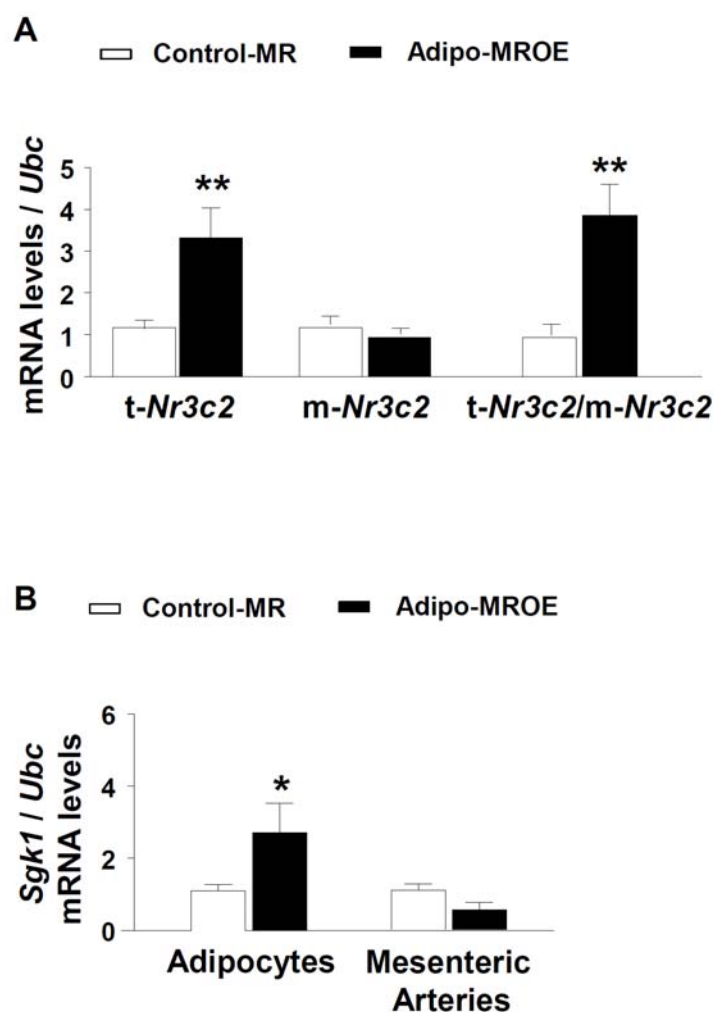 A
Control-MR Adipo-MROE
mRNA levels / Ubc
5
4
3
2
1
0
** **
t-Nr3c2 m-Nr3c2 t-Nr3c2/m-Nr3c2
B
Control-MR Adipo-MROE
Sgk1 / Ubc
mRNA levels
6
4
2
0
*
Adipocytes Mesenteric
Arteries